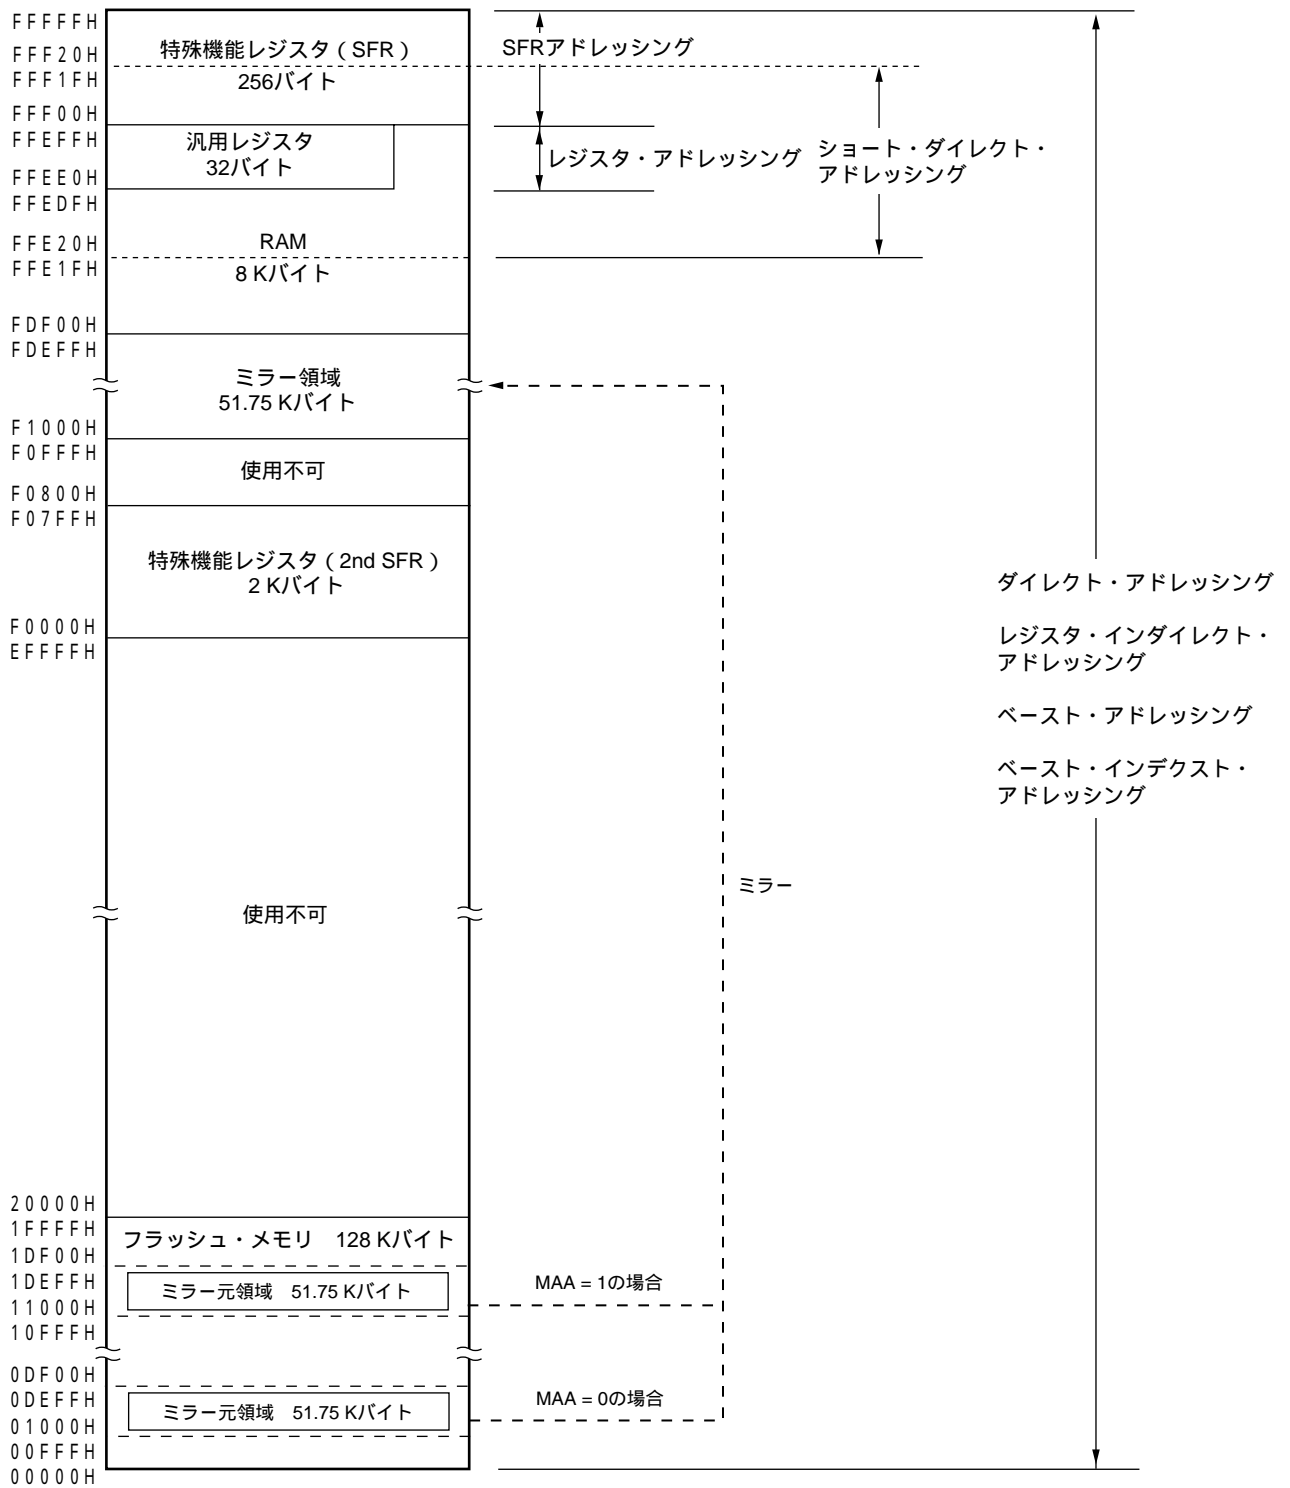 FFFFFH
FFF20H
特殊機能レジスタ（SFR）
SFRアドレッシング
FFF1FH
256バイト
FFF00H
FFEFFH
汎用レジスタ
32バイト
レジスタ・アドレッシング
ショート・ダイレクト・
アドレッシング
FFEE0H
FFEDFH
FFE20H
RAM
FFE1FH
8 Kバイト
FDF00H
FDEFFH
ミラー領域
51.75 Kバイト
F1000H
F0FFFH
使用不可
F0800H
F07FFH
特殊機能レジスタ（2nd SFR）
2 Kバイト
ダイレクト・アドレッシング
F0000H
EFFFFH
レジスタ・インダイレクト・
アドレッシング
ベースト・アドレッシング
ベースト・インデクスト・
アドレッシング
ミラー
使用不可
20000H
1FFFFH
フラッシュ・メモリ　128 Kバイト
1DF00H
1DEFFH
ミラー元領域　51.75 Kバイト
MAA = 1の場合
11000H
10FFFH
0DF00H
0DEFFH
ミラー元領域　51.75 Kバイト
MAA = 0の場合
01000H
00FFFH
00000H